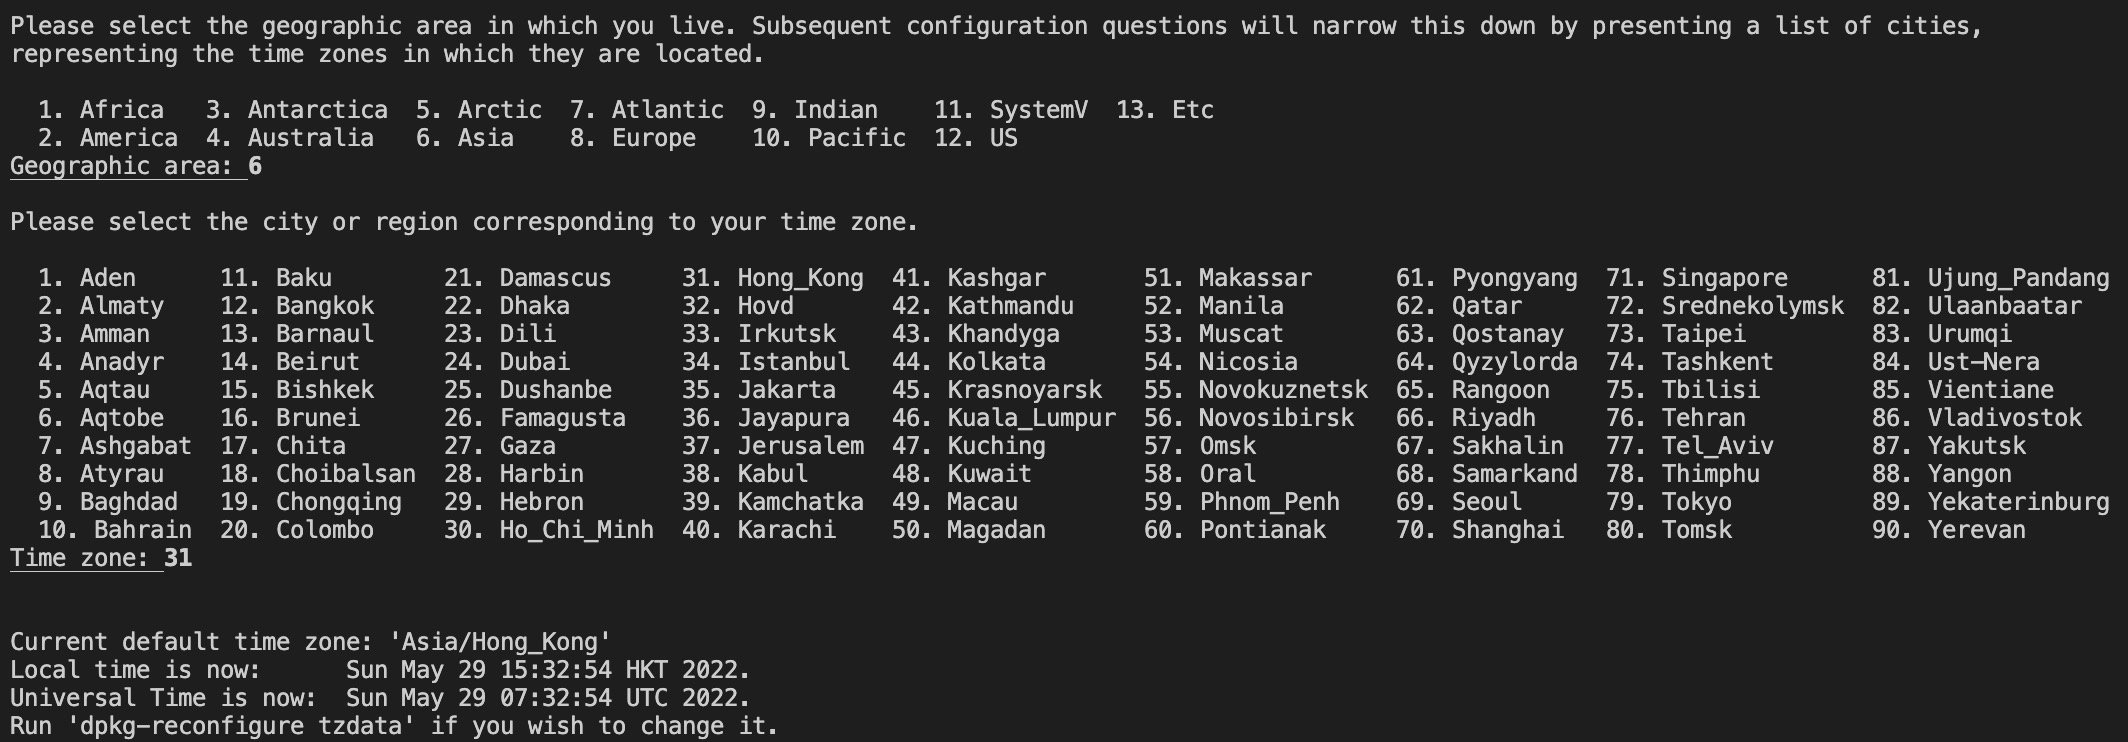 Please select the geographic area in which you live. Subsequent configuration questions will narrow this down by presenting a list of cities,
representing the time zones in which they are located.

  1. Africa   3. Antarctica  5. Arctic  7. Atlantic  9. Indian    11. SystemV  13. Etc
  2. America  4. Australia   6. Asia    8. Europe    10. Pacific  12. US
Geographic area: 6

Please select the city or region corresponding to your time zone.

  1. Aden      11. Baku        21. Damascus     31. Hong_Kong  41. Kashgar       51. Makassar      61. Pyongyang  71. Singapore      81. Ujung_Pandang
  2. Almaty    12. Bangkok     22. Dhaka        32. Hovd       42. Kathmandu     52. Manila        62. Qatar      72. Srednekolymsk  82. Ulaanbaatar
  3. Amman     13. Barnaul     23. Dili         33. Irkutsk    43. Khandyga      53. Muscat        63. Qostanay   73. Taipei         83. Urumqi
  4. Anadyr    14. Beirut      24. Dubai        34. Istanbul   44. Kolkata       54. Nicosia       64. Qyzylorda  74. Tashkent       84. Ust-Nera
  5. Aqtau     15. Bishkek     25. Dushanbe     35. Jakarta    45. Krasnoyarsk   55. Novokuznetsk  65. Rangoon    75. Tbilisi        85. Vientiane
  6. Aqtobe    16. Brunei      26. Famagusta    36. Jayapura   46. Kuala_Lumpur  56. Novosibirsk   66. Riyadh     76. Tehran         86. Vladivostok
  7. Ashgabat  17. Chita       27. Gaza         37. Jerusalem  47. Kuching       57. Omsk          67. Sakhalin   77. Tel_Aviv       87. Yakutsk
  8. Atyrau    18. Choibalsan  28. Harbin       38. Kabul      48. Kuwait        58. Oral          68. Samarkand  78. Thimphu        88. Yangon
  9. Baghdad   19. Chongqing   29. Hebron       39. Kamchatka  49. Macau         59. Phnom_Penh    69. Seoul      79. Tokyo          89. Yekaterinburg
  10. Bahrain  20. Colombo     30. Ho_Chi_Minh  40. Karachi    50. Magadan       60. Pontianak     70. Shanghai   80. Tomsk          90. Yerevan
Time zone: 31

Current default time zone: 'Asia/Hong_Kong'
Local time is now:      Sun May 29 15:32:54 HKT 2022.
Universal Time is now:  Sun May 29 07:32:54 UTC 2022.
Run 'dpkg-reconfigure tzdata' if you wish to change it.